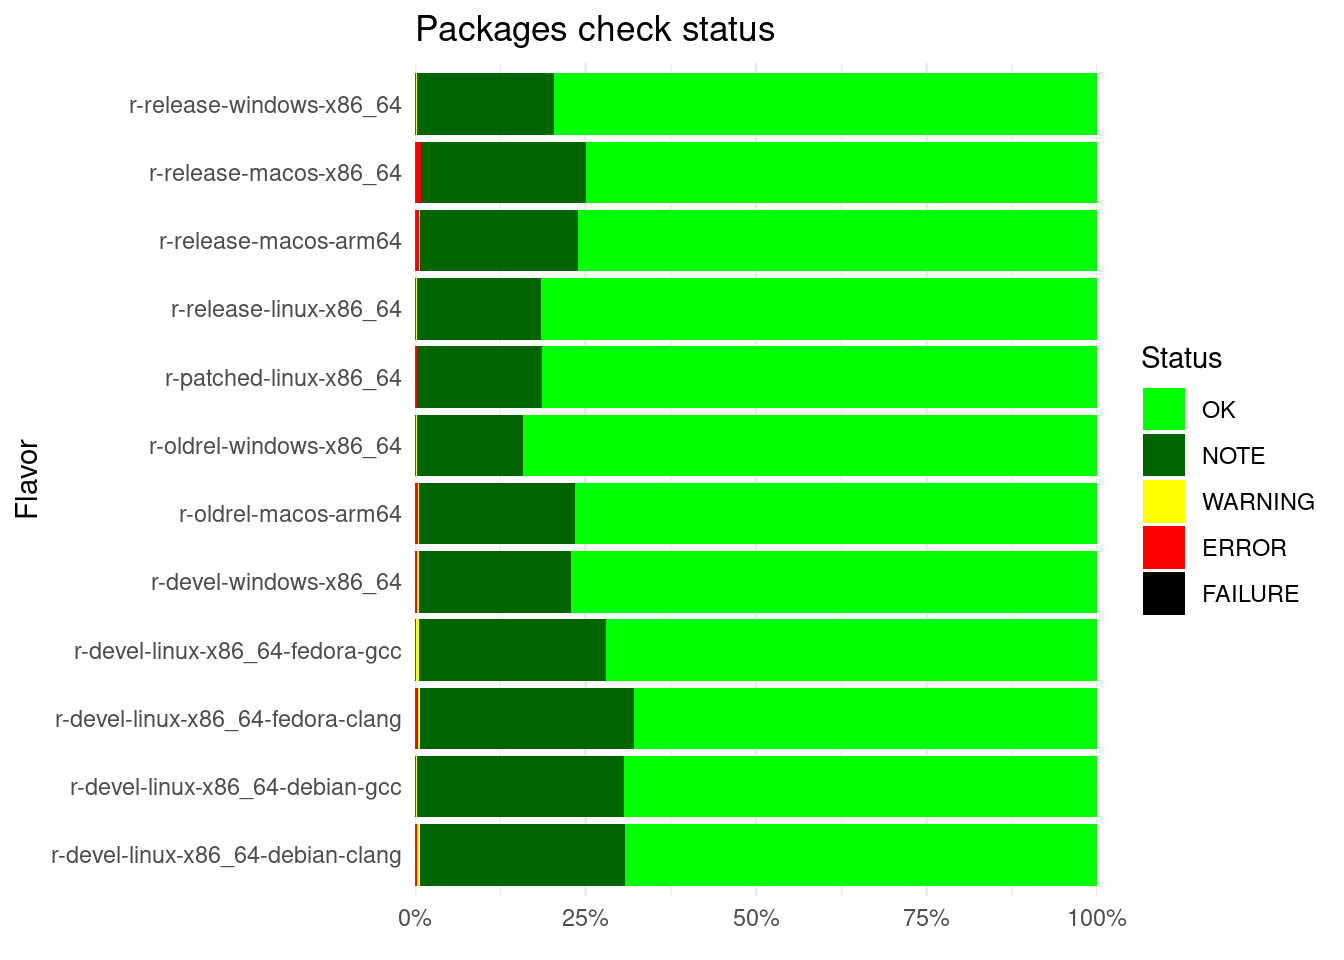 Packages check status
Flavor
r-release-windows-x86_64
r-release-macos-x86_64
r-release-macos-arm64
r-release-linux-x86_64
r-patched-linux-x86_64
r-oldrel-windows-x86_64
r-oldrel-macos-arm64
r-devel-windows-x86_64
r-devel-linux-x86_64-fedora-gcc
r-devel-linux-x86_64-fedora-clang
r-devel-linux-x86_64-debian-gcc
r-devel-linux-x86_64-debian-clang
0% 25% 50% 75% 100%
Status
OK
NOTE
WARNING
ERROR
FAILURE